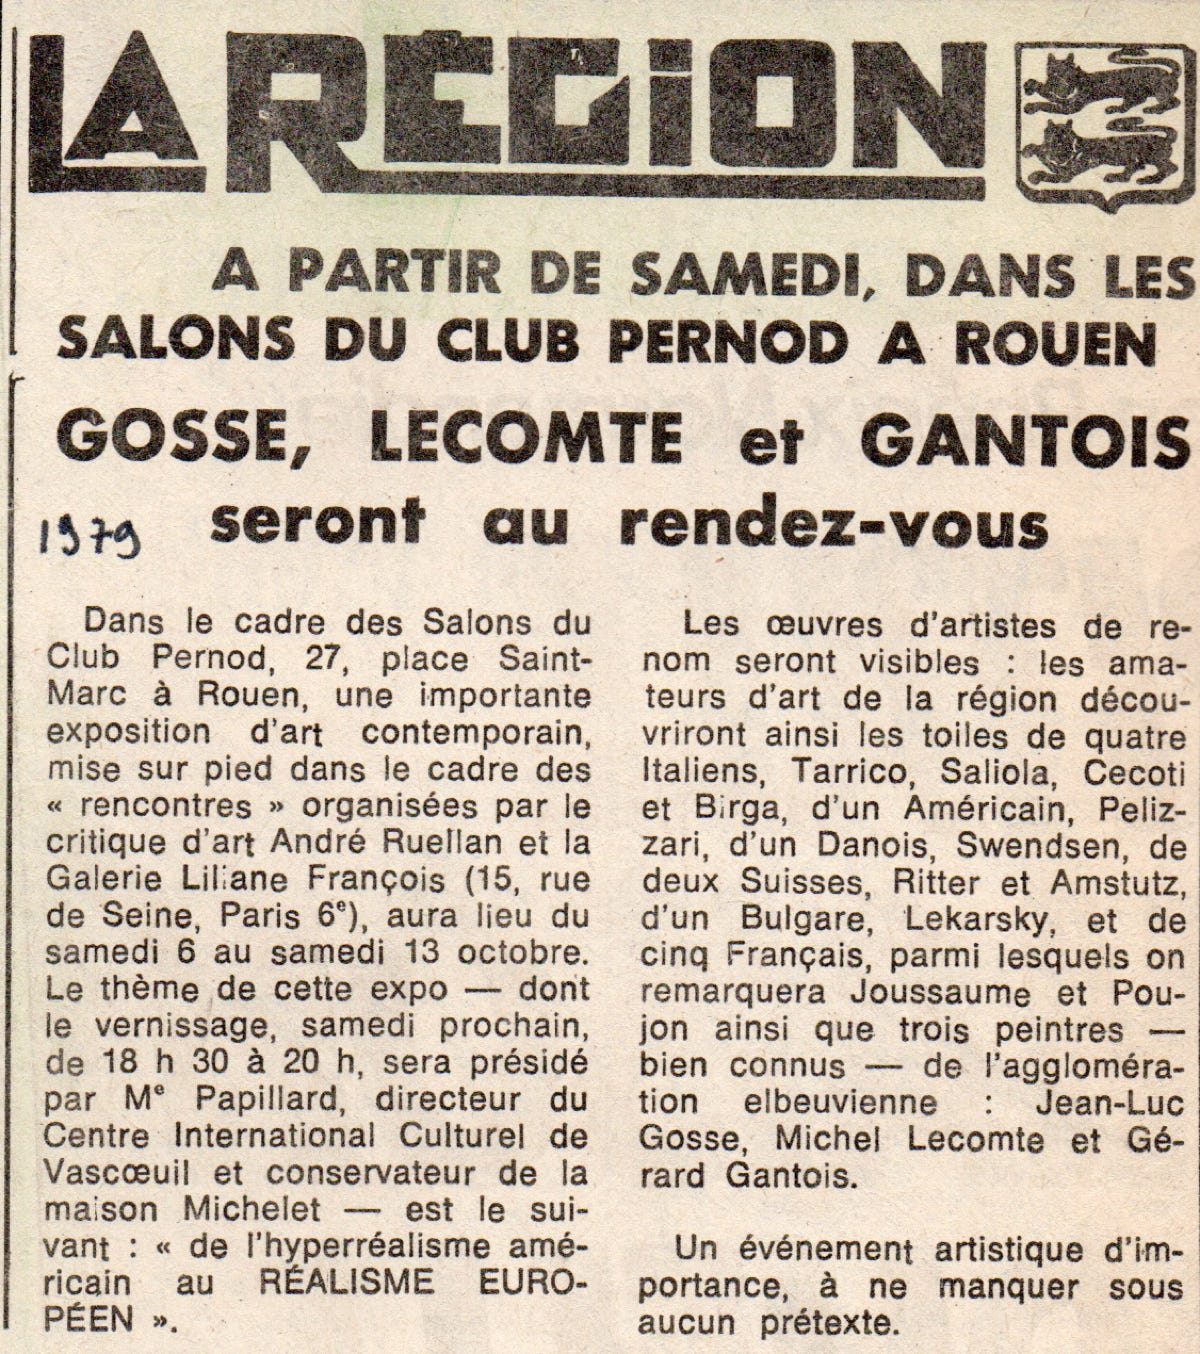 LA RÉGION
A PARTIR DE SAMEDI, DANS LES
SALONS DU CLUB PERNOD A ROUEN
GOSSE, LECOMTE et GANTOIS
seront au rendez-vous
1979
Dans le cadre des Salons du
Club Pernod, 27, place Saint-
Marc à Rouen, une importante
exposition d'art contemporain,
mise sur pied dans le cadre des
« rencontres » organisées par le
critique d'art André Ruellan et la
Galerie Liliane François (15, rue
de Seine, Paris 6e), aura lieu du
samedi 6 au samedi 13 octobre.
Le thème de cette expo — dont
le vernissage, samedi prochain,
de 18 h 30 à 20 h, sera présidé
par Me Papillard, directeur du
Centre International Culturel de
Vascœuil et conservateur de la
maison Michelet — est le sui-
vant : « de l'hyperréalisme amé-
ricain au RÉALISME EURO-
PÉEN ».
Les œuvres d'artistes de re-
nom seront visibles : les ama-
teurs d'art de la région décou-
vriront ainsi les toiles de quatre
Italiens, Tarrico, Saliola, Cecoti
et Birga, d'un Américain, Peliz-
zari, d'un Danois, Swendsen, de
deux Suisses, Ritter et Amstutz,
d'un Bulgare, Lekarsky, et de
cinq Français, parmi lesquels on
remarquera Joussaume et Pou-
jon ainsi que trois peintres —
bien connus — de l'aggloméra-
tion elbeuvienne : Jean-Luc
Gosse, Michel Lecomte et Gé-
rard Gantois.
Un événement artistique d'im-
portance, à ne manquer sous
aucun prétexte.